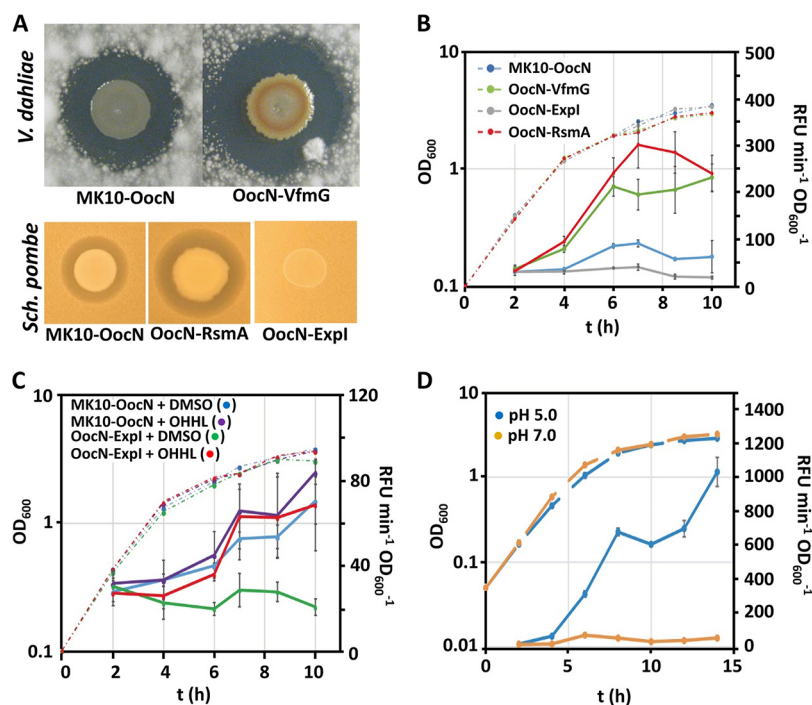 A
V. dahliae
MK10-OocN
OocN-VfmG
Sch. pombe
MK10-OocN
OocN-RsmA
OocN-ExpI
B
MK10-OocN
OocN-VfmG
OocN-ExpI
OocN-RsmA
10
1
0.1
OD600
500
400
300
200
100
0
RFU min-1 OD600-1
0
2
4
6
8
10
t (h)
C
MK10-OocN + DMSO (•)
MK10-OocN + OHHL (•)
OocN-ExpI + DMSO (•)
OocN-ExpI + OHHL (•)
10
1
0.1
OD600
120
80
60
40
20
0
RFU min-1 OD600-1
0
2
4
6
8
10
t (h)
D
pH 5.0
pH 7.0
10
1
0.1
0.01
OD600
1400
1200
1000
800
600
400
200
0
RFU min-1 OD600-1
0
5
10
15
t (h)